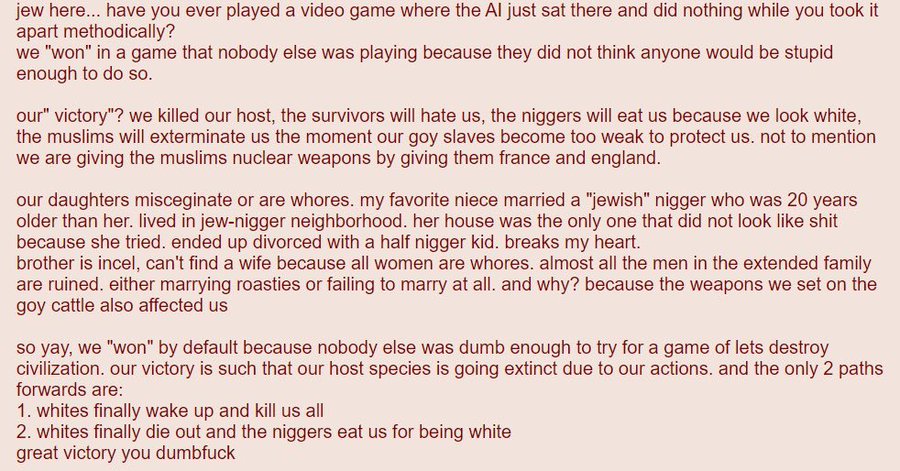 jew here... have you ever played a video game where the AI just sat there and did nothing while you took it
apart methodically?
we "won" in a game that nobody else was playing because they did not think anyone would be stupid
enough to do so.
our" victory"? we killed our host, the survivors will hate us, the niggers will eat us because we look white,
the muslims will exterminate us the moment our goy slaves become too weak to protect us. not to mention
we are giving the muslims nuclear weapons by giving them france and england.
our daughters misceginate or are whores. my favorite niece married a "jewish" nigger who was 20 years
older than her. lived in jew-nigger neighborhood. her house was the only one that did not look like shit
because she tried. ended up divorced with a half nigger kid. breaks my heart.
brother is incel, can't find a wife because all women are whores. almost all the men in the extended family
are ruined. either marrying roasties or failing to marry at all. and why? because the weapons we set on the
goy cattle also affected us
so yay, we "won" by default because nobody else was dumb enough to try for a game of lets destroy
civilization. our victory is such that our host species is going extinct due to our actions. and the only 2 paths
forwards are:
1. whites finally wake up and kill us all
2. whites finally die out and the niggers eat us for being white
great victory you dumbfuck